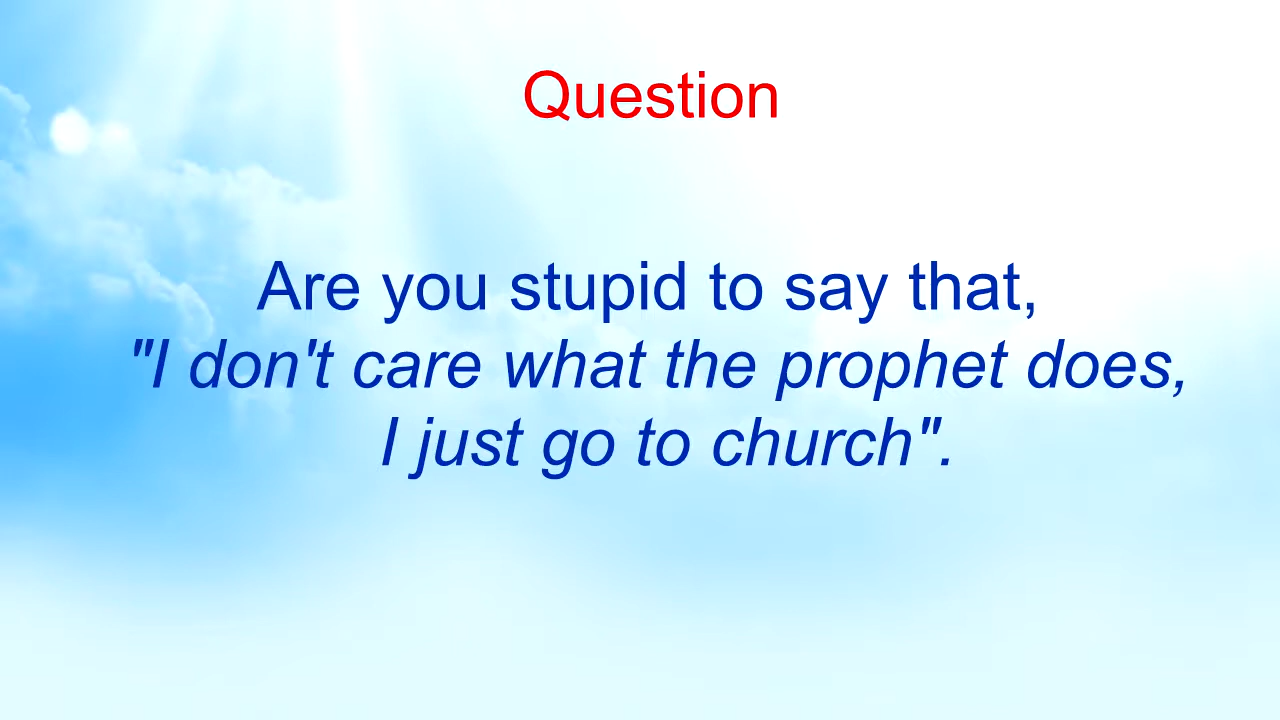 Question
Are you stupid to say that,
"I don't care what the prophet does,
I just go to church".